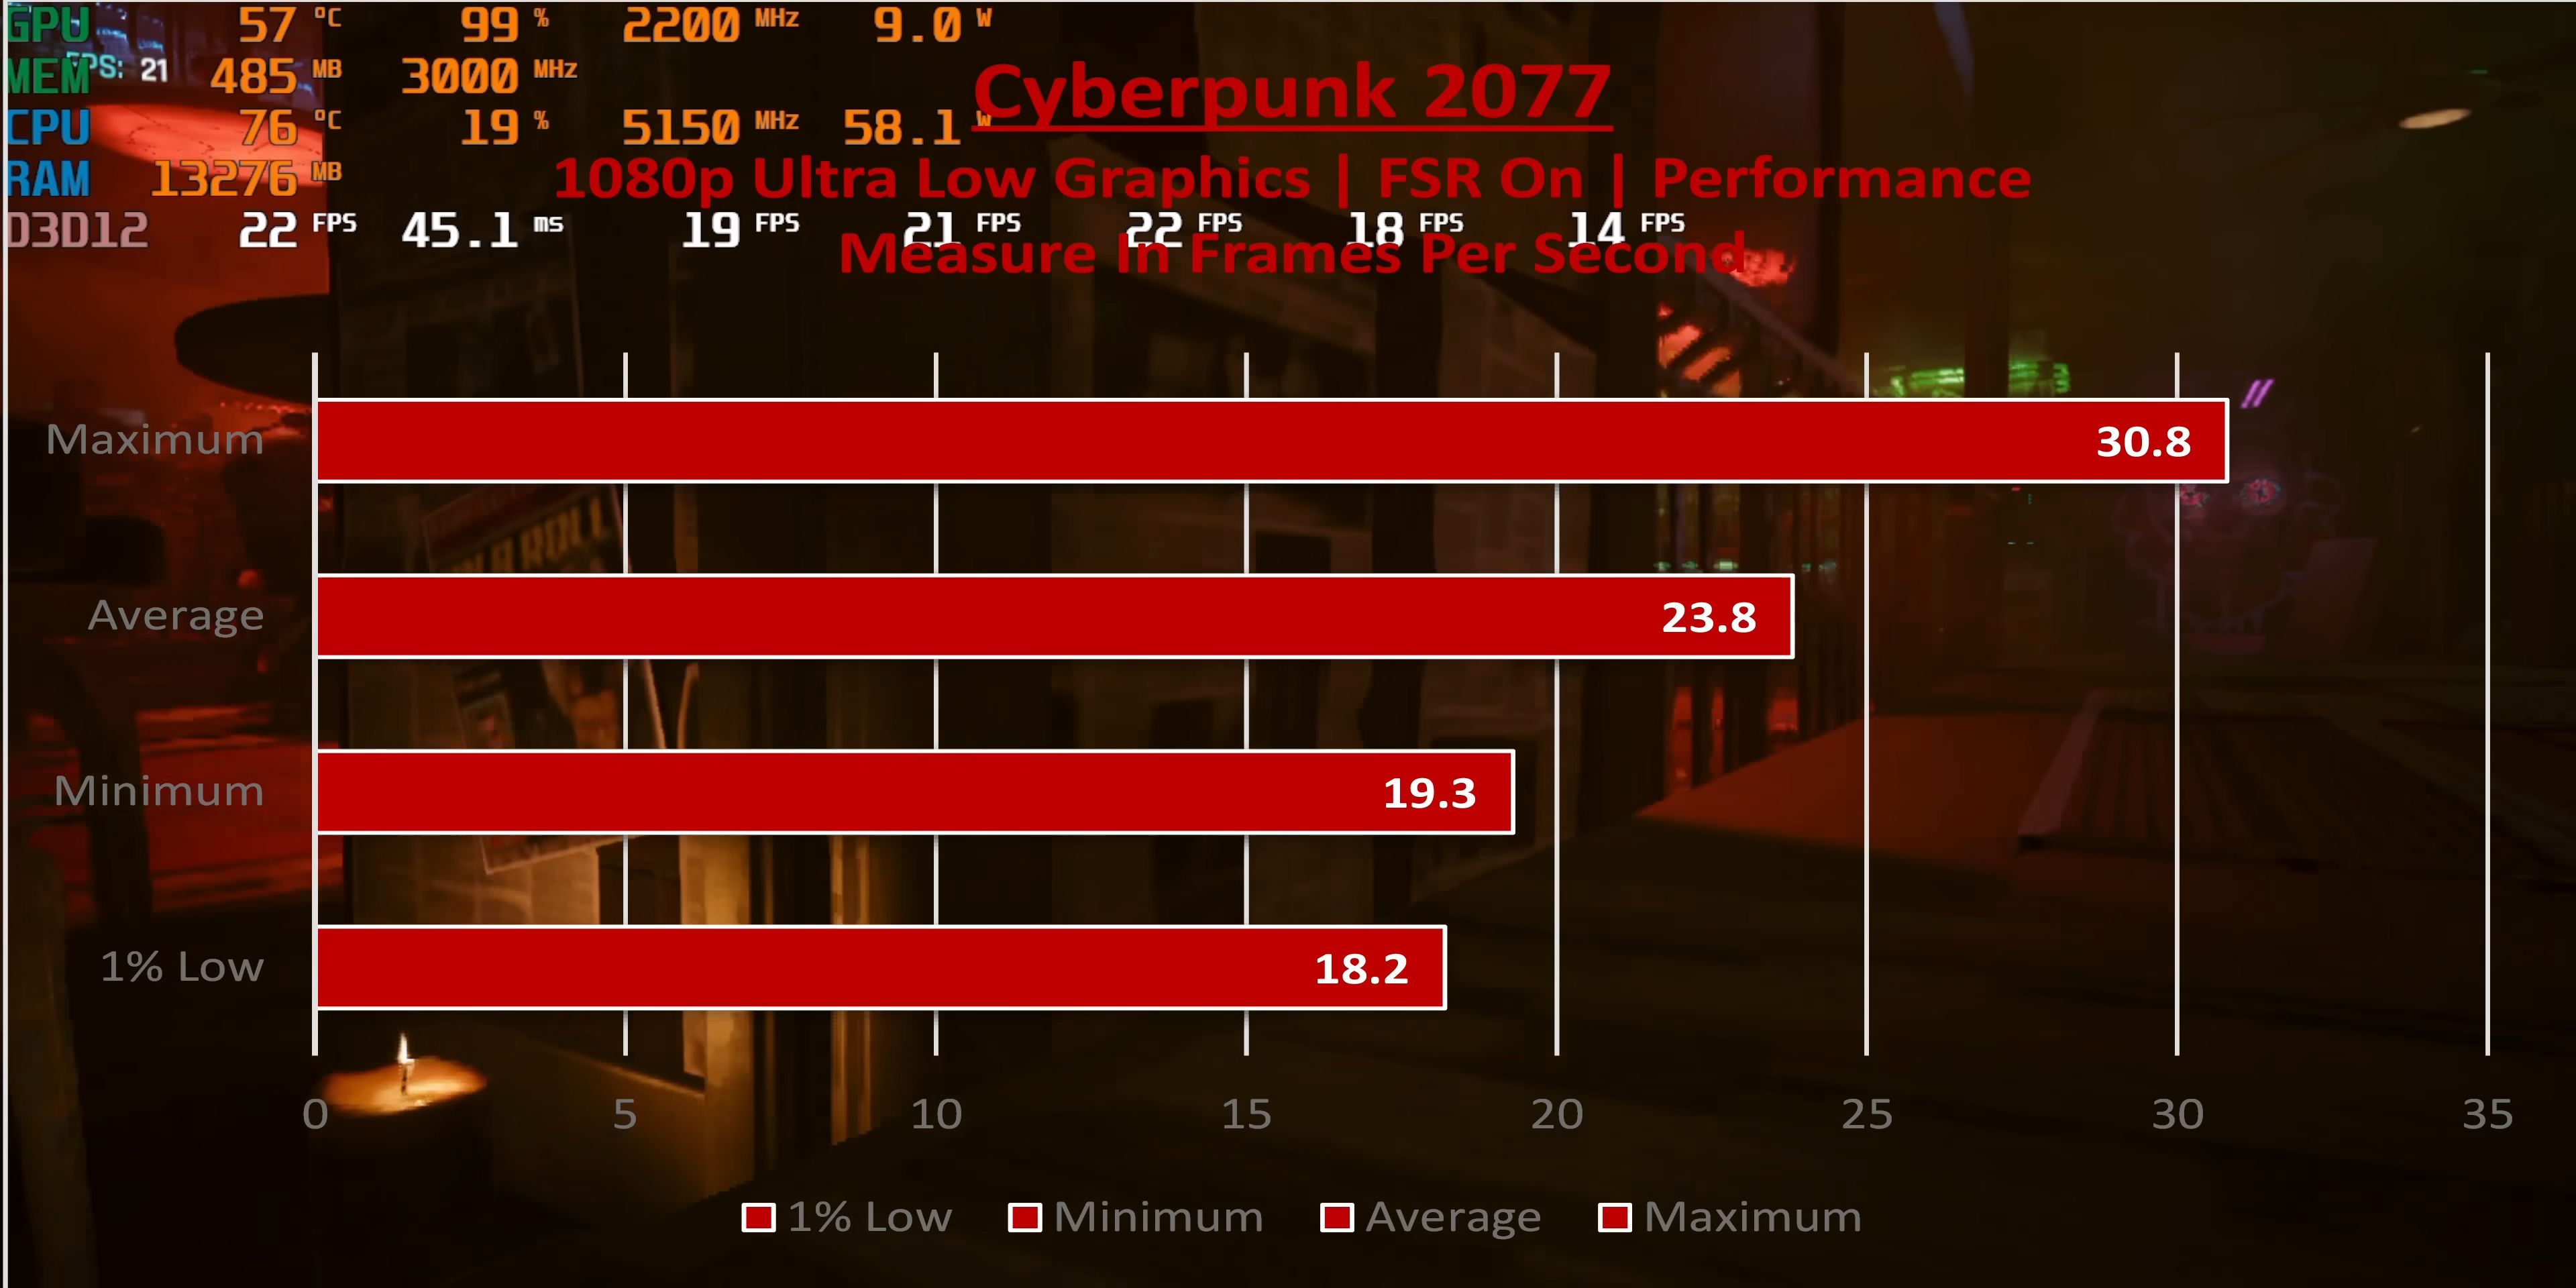 GPU 57 °C 99 % 2200 MHz 9.0 W
FPS: 21
MEM 485 MB 3000 MHz
CPU 76 °C 19 % 5150 MHz 58.1 W
RAM 13276 MB
D3D12 22 FPS 45.1 ms 19 FPS 21 FPS 22 FPS 18 FPS 14 FPS
Cyberpunk 2077
1080p Ultra Low Graphics | FSR On | Performance
Measure In Frames Per Second
Maximum 30.8
Average 23.8
Minimum 19.3
1% Low 18.2
0 5 10 15 20 25 30 35
1% Low Minimum Average Maximum